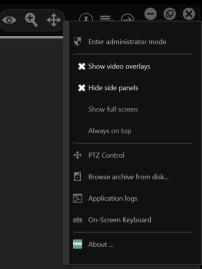 Enter administrator mode
Show video overlays
Hide side panels
Show full screen
Always on top
PTZ Control
Browse archive from disk...
Application logs
On-Screen Keyboard
About ...